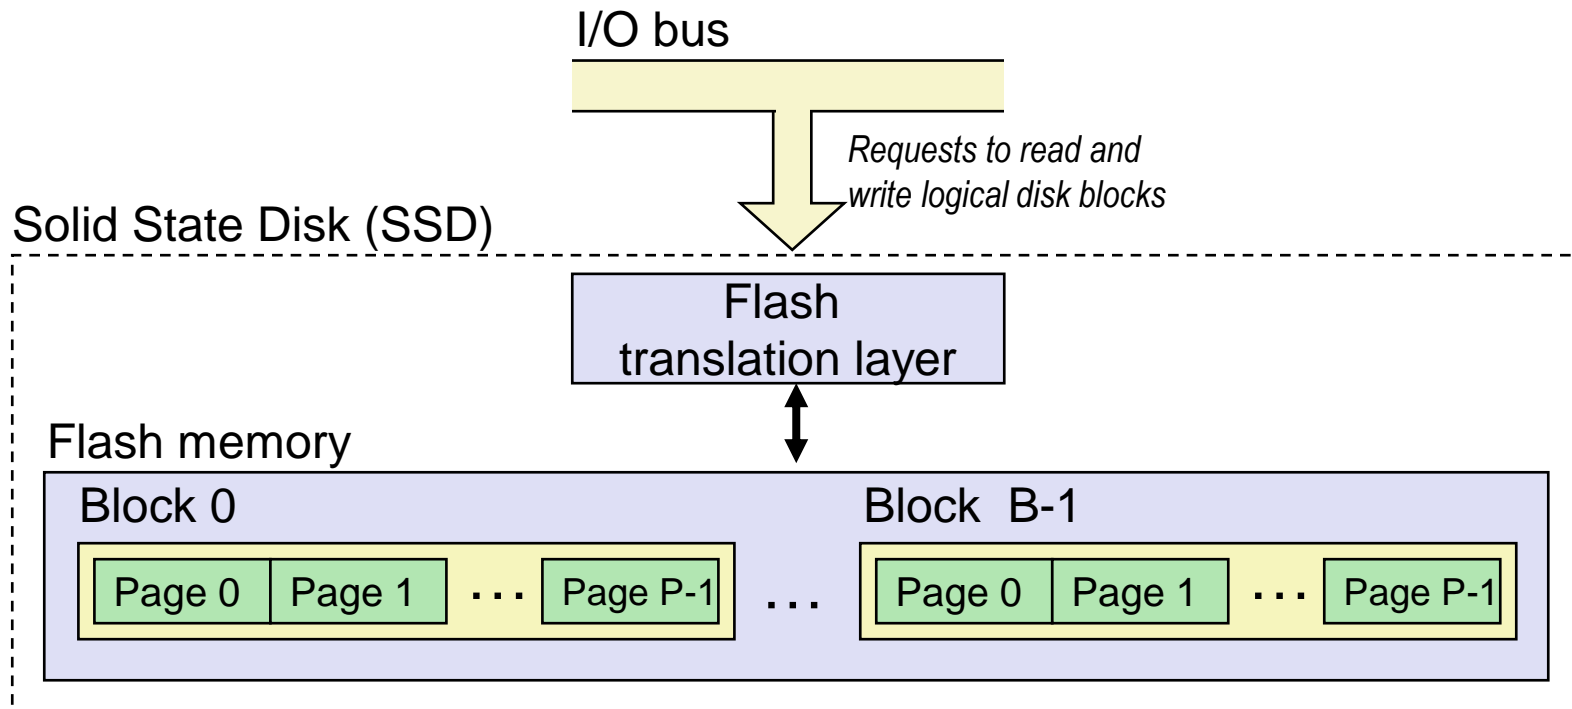 I/O bus
Requests to read and
write logical disk blocks
Solid State Disk (SSD)
Flash
translation layer
Flash memory
Block 0
Block B-1
Page 0 Page 1 ... Page P-1 ... Page 0 Page 1 ... Page P-1